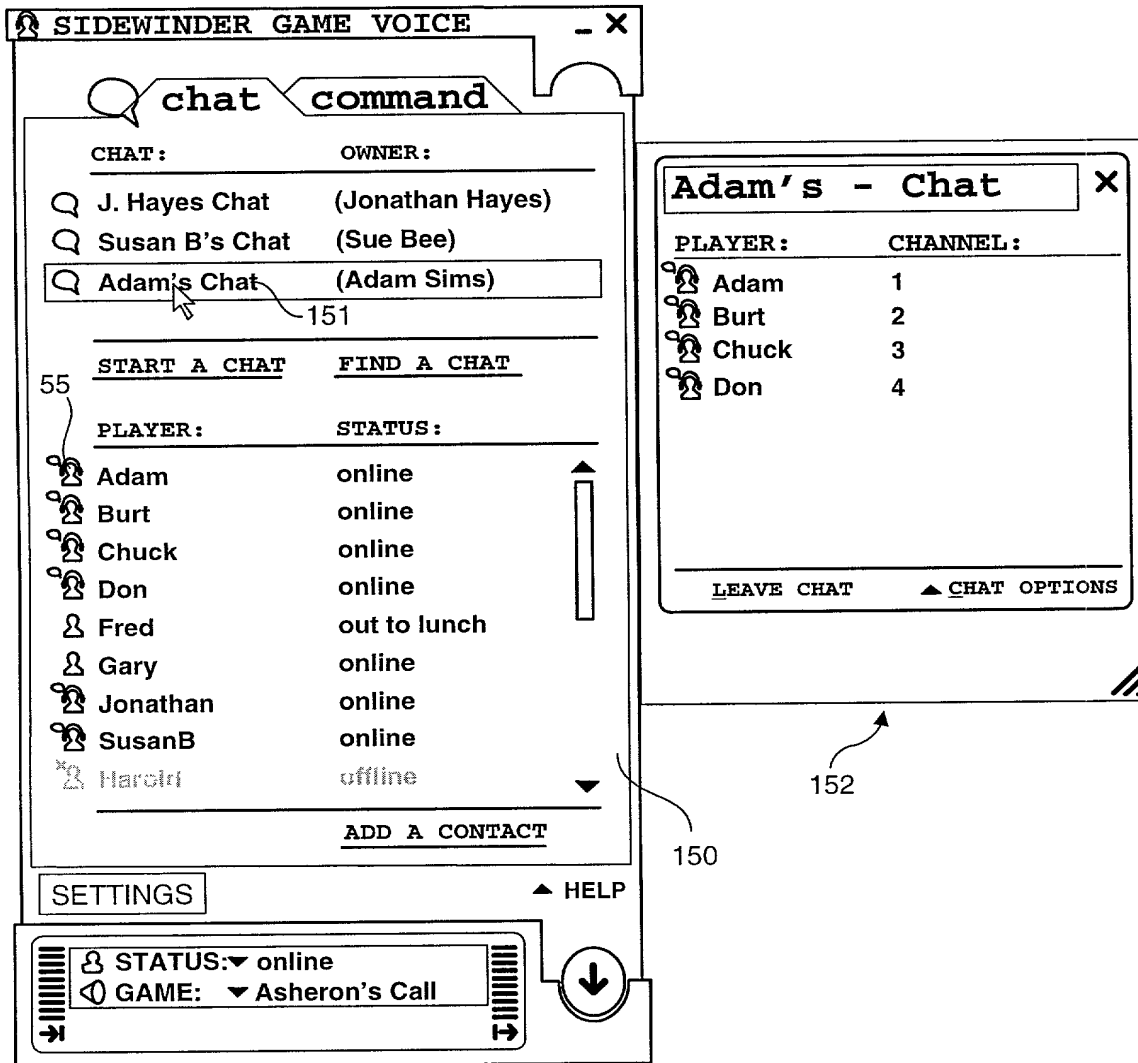 SIDEWINDER GAME VOICE
chat command
CHAT: OWNER:
J. Hayes Chat (Jonathan Hayes)
Susan B's Chat (Sue Bee)
Adam's Chat (Adam Sims)
151
START A CHAT FIND A CHAT
55
PLAYER: STATUS:
Adam online
Burt online
Chuck online
Don online
Fred out to lunch
Gary online
Jonathan online
SusanB online
Harold offline
ADD A CONTACT
150
SETTINGS HELP
STATUS: online
GAME: Asheron's Call
Adam's - Chat
PLAYER: CHANNEL:
Adam 1
Burt 2
Chuck 3
Don 4
LEAVE CHAT CHAT OPTIONS
152